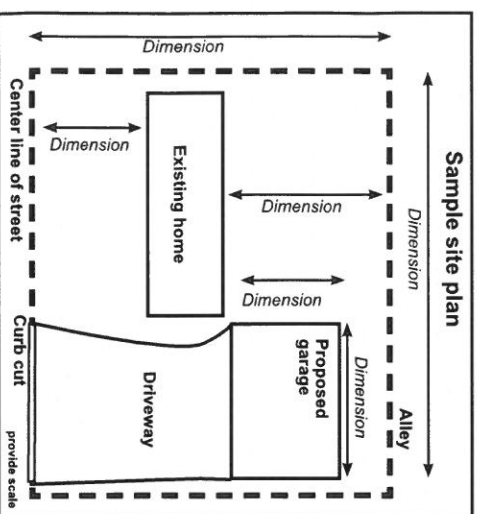 Sample site plan
Dimension
Dimension
Dimension
Dimension
Dimension
Dimension
Center line of street
Existing home
Curb cut
Driveway
Proposed
garage
Alley
provide scale